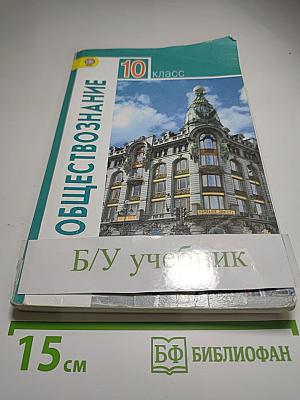 10 класс
ОБЩЕСТВОЗНАНИЕ
Б/У учебник
15 см
БФ БИБЛИОФАН